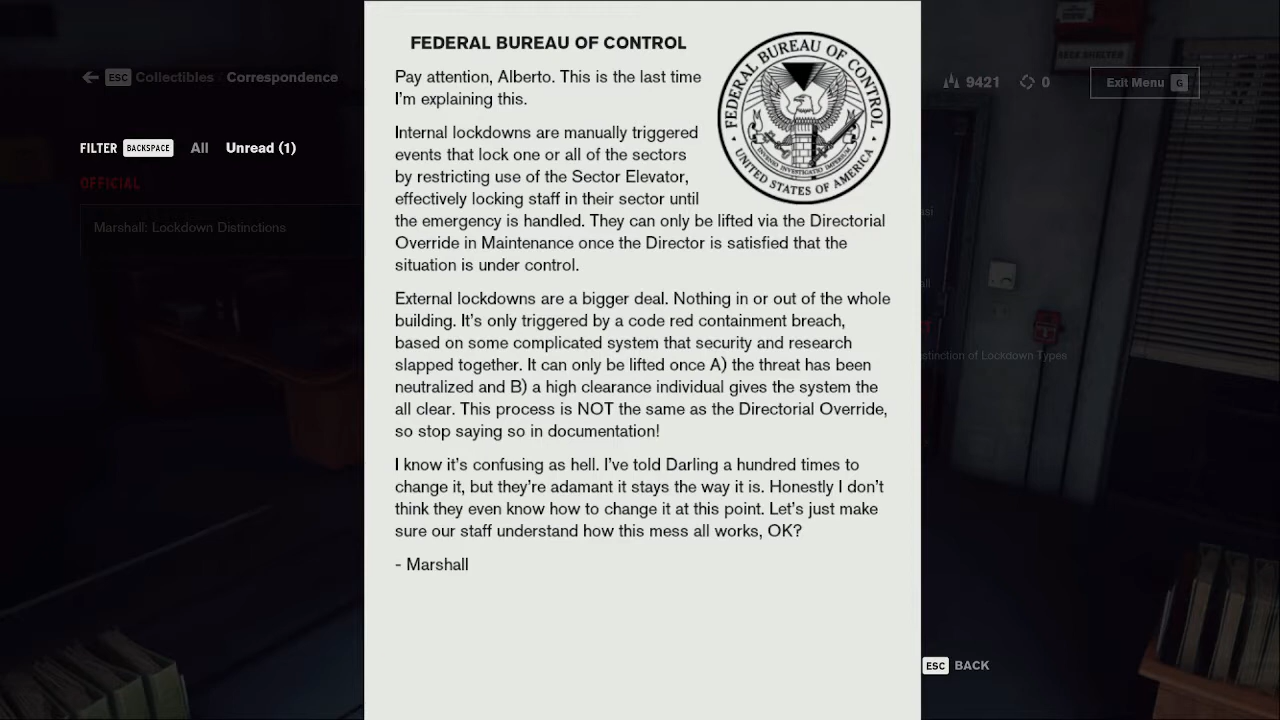 FEDERAL BUREAU OF CONTROL
Pay attention, Alberto. This is the last time
I'm explaining this.
Internal lockdowns are manually triggered
events that lock one or all of the sectors
by restricting use of the Sector Elevator,
effectively locking staff in their sector until
the emergency is handled. They can only be lifted via the Directorial
Override in Maintenance once the Director is satisfied that the
situation is under control.
External lockdowns are a bigger deal. Nothing in or out of the whole
building. It's only triggered by a code red containment breach,
based on some complicated system that security and research
slapped together. It can only be lifted once A) the threat has been
neutralized and B) a high clearance individual gives the system the
all clear. This process is NOT the same as the Directorial Override,
so stop saying so in documentation!
I know it's confusing as hell. I've told Darling a hundred times to
change it, but they're adamant it stays the way it is. Honestly I don't
think they even know how to change it at this point. Let's just make
sure our staff understand how this mess all works, OK?
- Marshall
FEDERAL BUREAU OF CONTROL
UNITED STATES OF AMERICA
ESC Collectibles Correspondence
9421 0
Exit Menu G
FILTER BACKSPACE All Unread (1)
OFFICIAL
Marshall: Lockdown Distinctions
stinction of Lockdown Types
ESC BACK